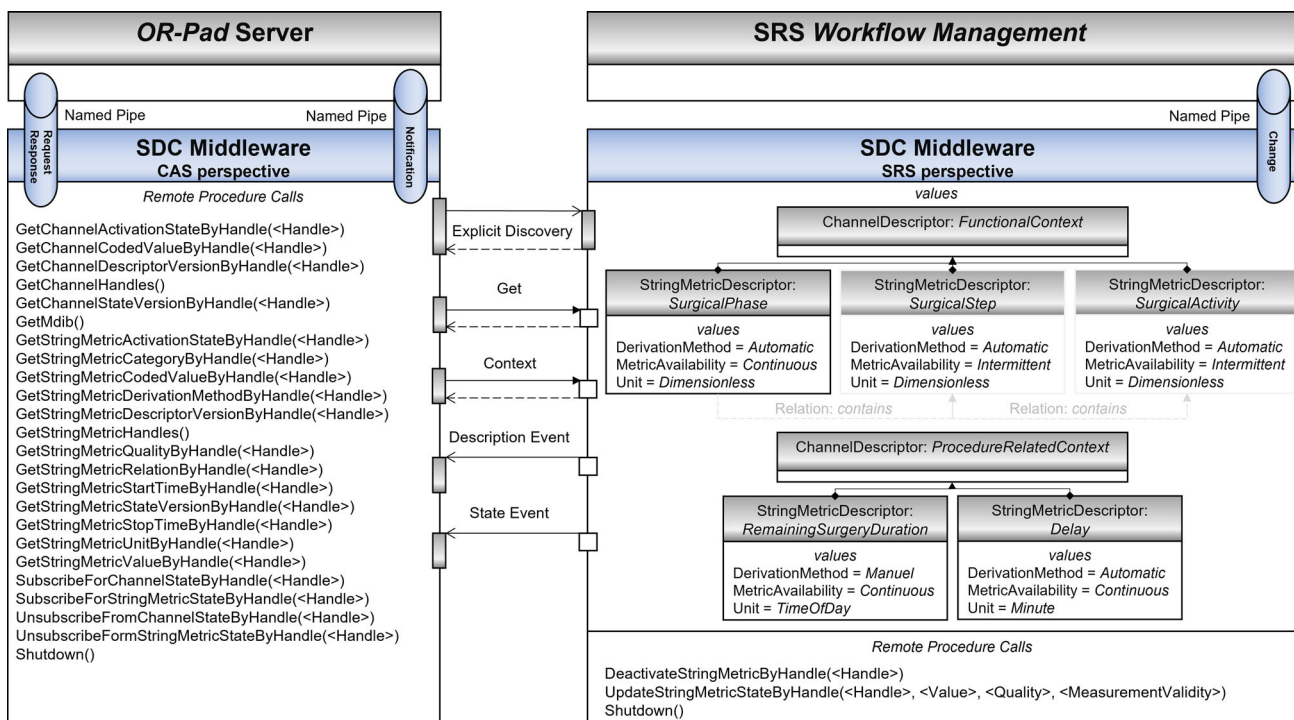 OR-Pad Server
Named Pipe
Named Pipe
Request
Response
Notification
SDC Middleware
CAS perspective
Remote Procedure Calls
GetChannelActivationStateByHandle(<Handle>)
GetChannelCodedValueByHandle(<Handle>)
GetChannelDescriptorVersionByHandle(<Handle>)
GetChannelHandles()
GetChannelStateVersionByHandle(<Handle>)
GetMdib()
GetStringMetricActivationStateByHandle(<Handle>)
GetStringMetricCategoryByHandle(<Handle>)
GetStringMetricCodedValueByHandle(<Handle>)
GetStringMetricDerivationMethodByHandle(<Handle>)
GetStringMetricDescriptorVersionByHandle(<Handle>)
GetStringMetricHandles()
GetStringMetricQualityByHandle(<Handle>)
GetStringMetricRelationByHandle(<Handle>)
GetStringMetricStartTimeByHandle(<Handle>)
GetStringMetricStateVersionByHandle(<Handle>)
GetStringMetricStopTimeByHandle(<Handle>)
GetStringMetricUnitByHandle(<Handle>)
GetStringMetricValueByHandle(<Handle>)
SubscribeForChannelStateByHandle(<Handle>)
SubscribeForStringMetricStateByHandle(<Handle>)
UnsubscribeFromChannelStateByHandle(<Handle>)
UnsubscribeFormStringMetricStateByHandle(<Handle>)
Shutdown()
Explicit Discovery
Get
Context
Description Event
State Event
SRS Workflow Management
Named Pipe
Change
SDC Middleware
SRS perspective
values
ChannelDescriptor: FunctionalContext
StringMetricDescriptor:
SurgicalPhase
values
DerivationMethod = Automatic
MetricAvailability = Continuous
Unit = Dimensionless
StringMetricDescriptor:
SurgicalStep
values
DerivationMethod = Automatic
MetricAvailability = Intermittent
Unit = Dimensionless
StringMetricDescriptor:
SurgicalActivity
values
DerivationMethod = Automatic
MetricAvailability = Intermittent
Unit = Dimensionless
Relation: contains
Relation: contains
ChannelDescriptor: ProcedureRelatedContext
StringMetricDescriptor:
RemainingSurgeryDuration
values
DerivationMethod = Manuel
MetricAvailability = Continuous
Unit = TimeOfDay
StringMetricDescriptor:
Delay
values
DerivationMethod = Automatic
MetricAvailability = Continuous
Unit = Minute
Remote Procedure Calls
DeactivateStringMetricByHandle(<Handle>)
UpdateStringMetricStateByHandle(<Handle>, <Value>, <Quality>, <MeasurementValidity>)
Shutdown()